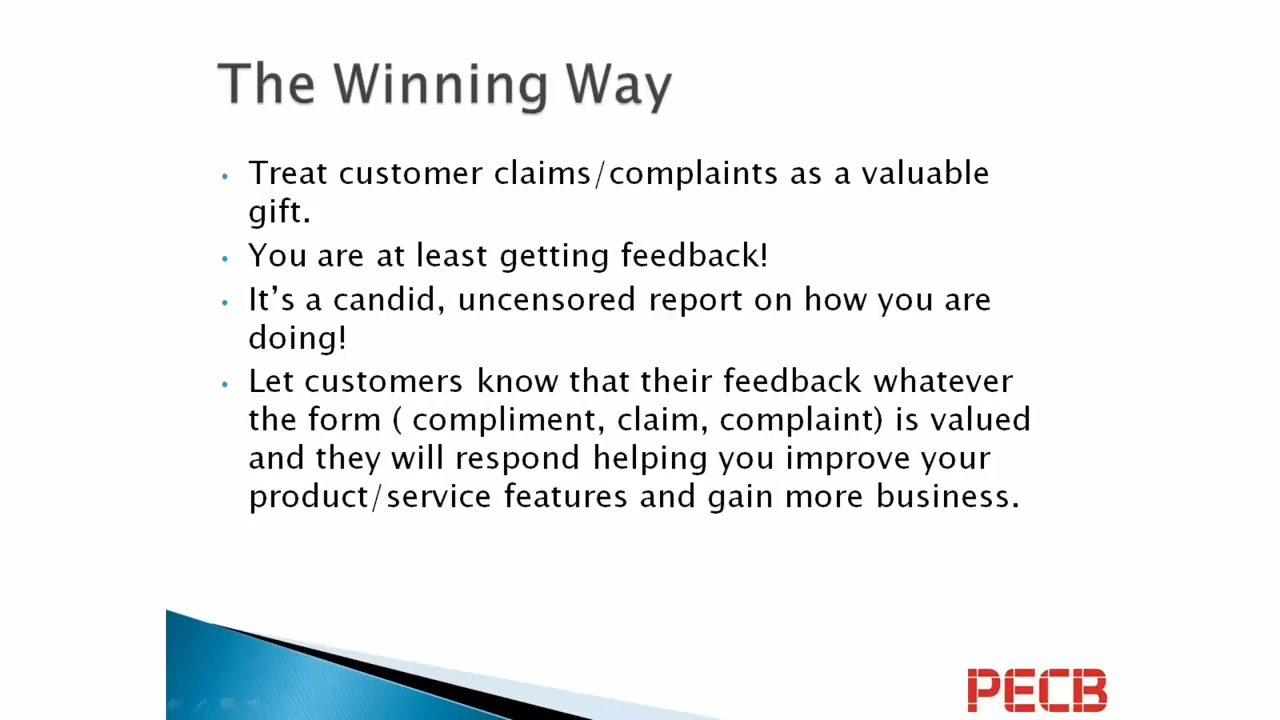 The Winning Way
• Treat customer claims/complaints as a valuable
gift.
• You are at least getting feedback!
• It’s a candid, uncensored report on how you are
doing!
• Let customers know that their feedback whatever
the form ( compliment, claim, complaint) is valued
and they will respond helping you improve your
product/service features and gain more business.
PECB